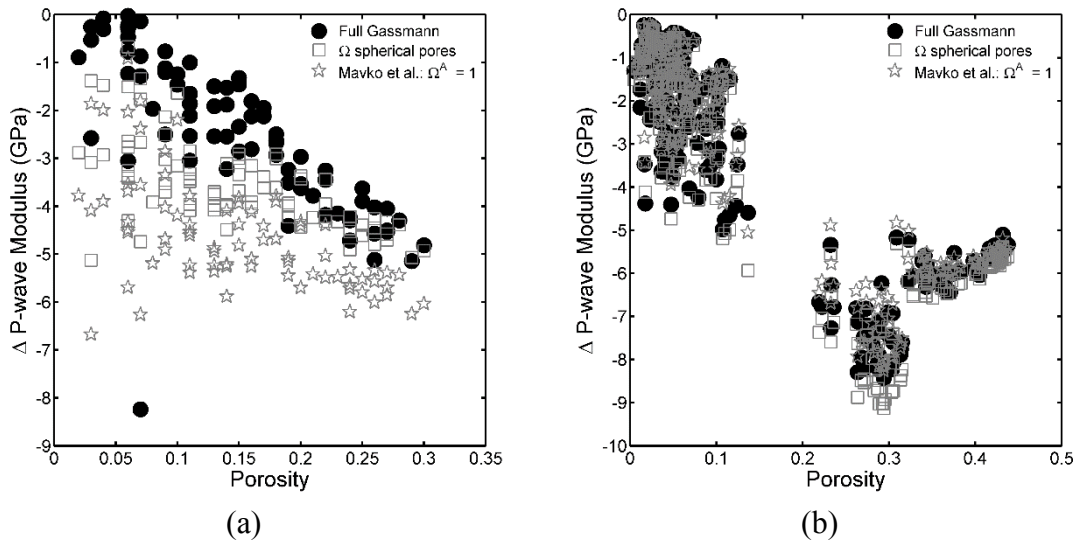 Full Gassmann
Ω spherical pores
Mavko et al.: Ω^A = 1
Δ P-wave Modulus (GPa)
0
-1
-2
-3
-4
-5
-6
-7
-8
-9
0 0.05 0.1 0.15 0.2 0.25 0.3 0.35
Porosity
(a)
Full Gassmann
Ω spherical pores
Mavko et al.: Ω^A = 1
Δ P-wave Modulus (GPa)
0
-1
-2
-3
-4
-5
-6
-7
-8
-9
-10
0 0.1 0.2 0.3 0.4 0.5
Porosity
(b)